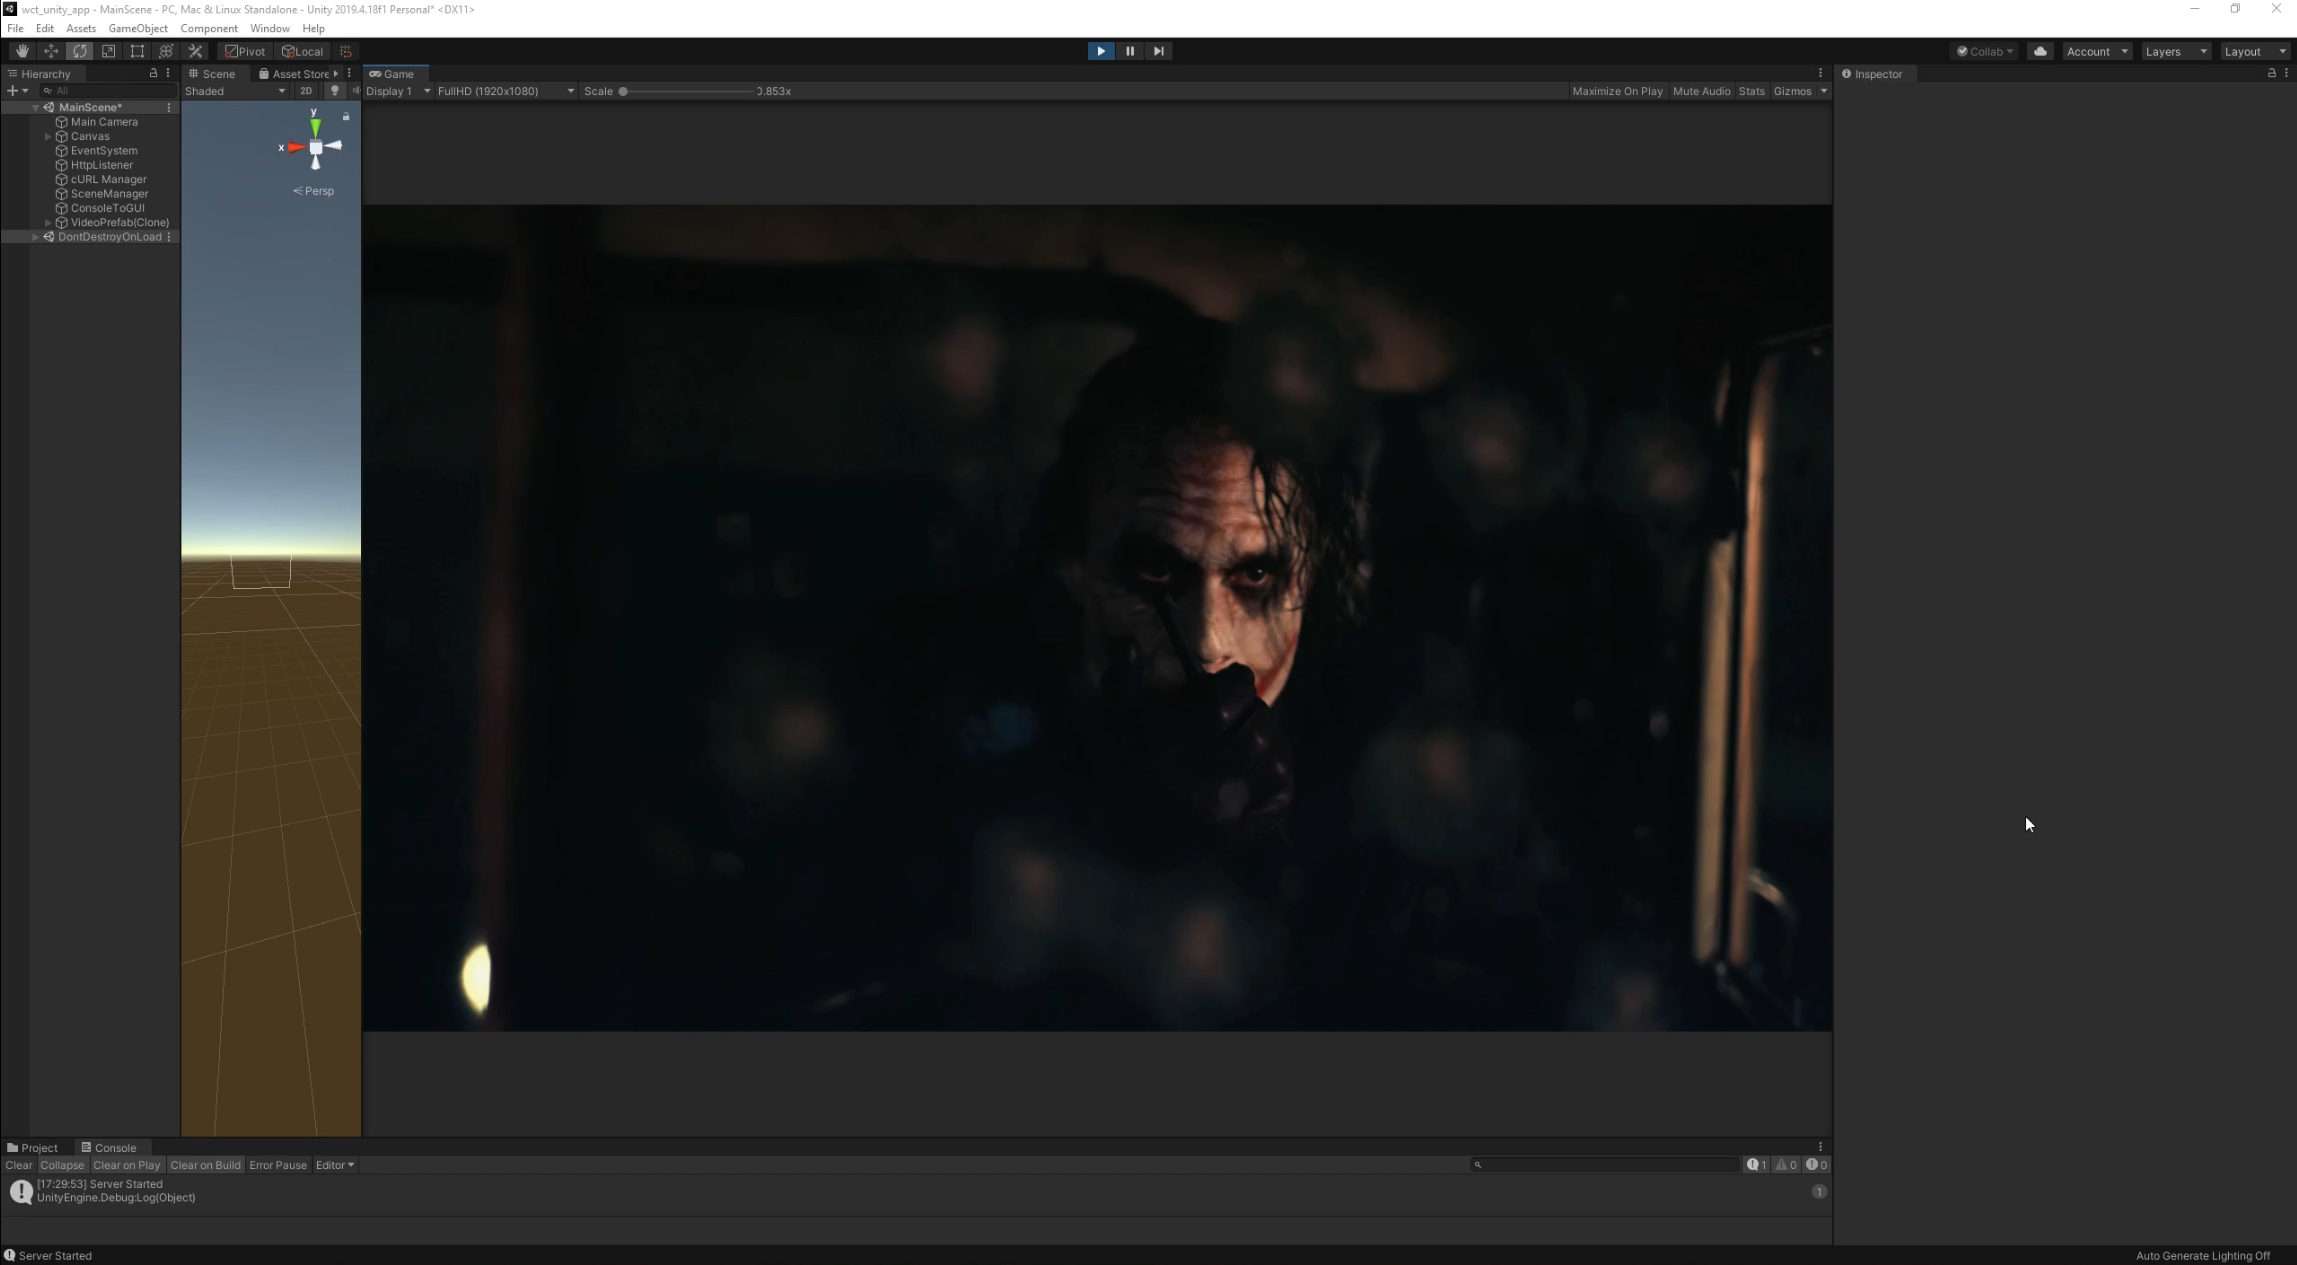 wct_unity_app - MainScene - PC, Mac & Linux Standalone - Unity 2019.4.18f1 Personal* <DX11>
File Edit Assets GameObject Component Window Help
Pivot Local Collab Account Layers Layout
Hierarchy Scene Asset Store Game Inspector
All Shaded 2D Display 1 FullHD (1920x1080) Scale 0.853x Maximize On Play Mute Audio Stats Gizmos
MainScene*
Main Camera
Canvas
EventSystem
HttpListener
cURL Manager
SceneManager
ConsoleToGUI
VideoPrefab(Clone)
DontDestroyOnLoad
y
x
Persp
Project Console
Clear Collapse Clear on Play Clear on Build Error Pause Editor 1 0 0
[17:29:53] Server Started
UnityEngine.Debug:Log(Object)
1
Server Started Auto Generate Lighting Off